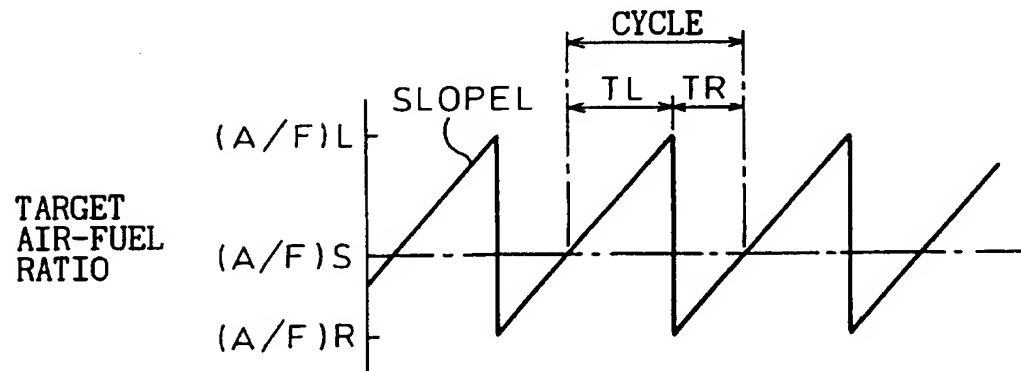 CYCLE
TL TR
SLOPEL
(A/F)L
TARGET
AIR-FUEL
RATIO
(A/F)S
(A/F)R